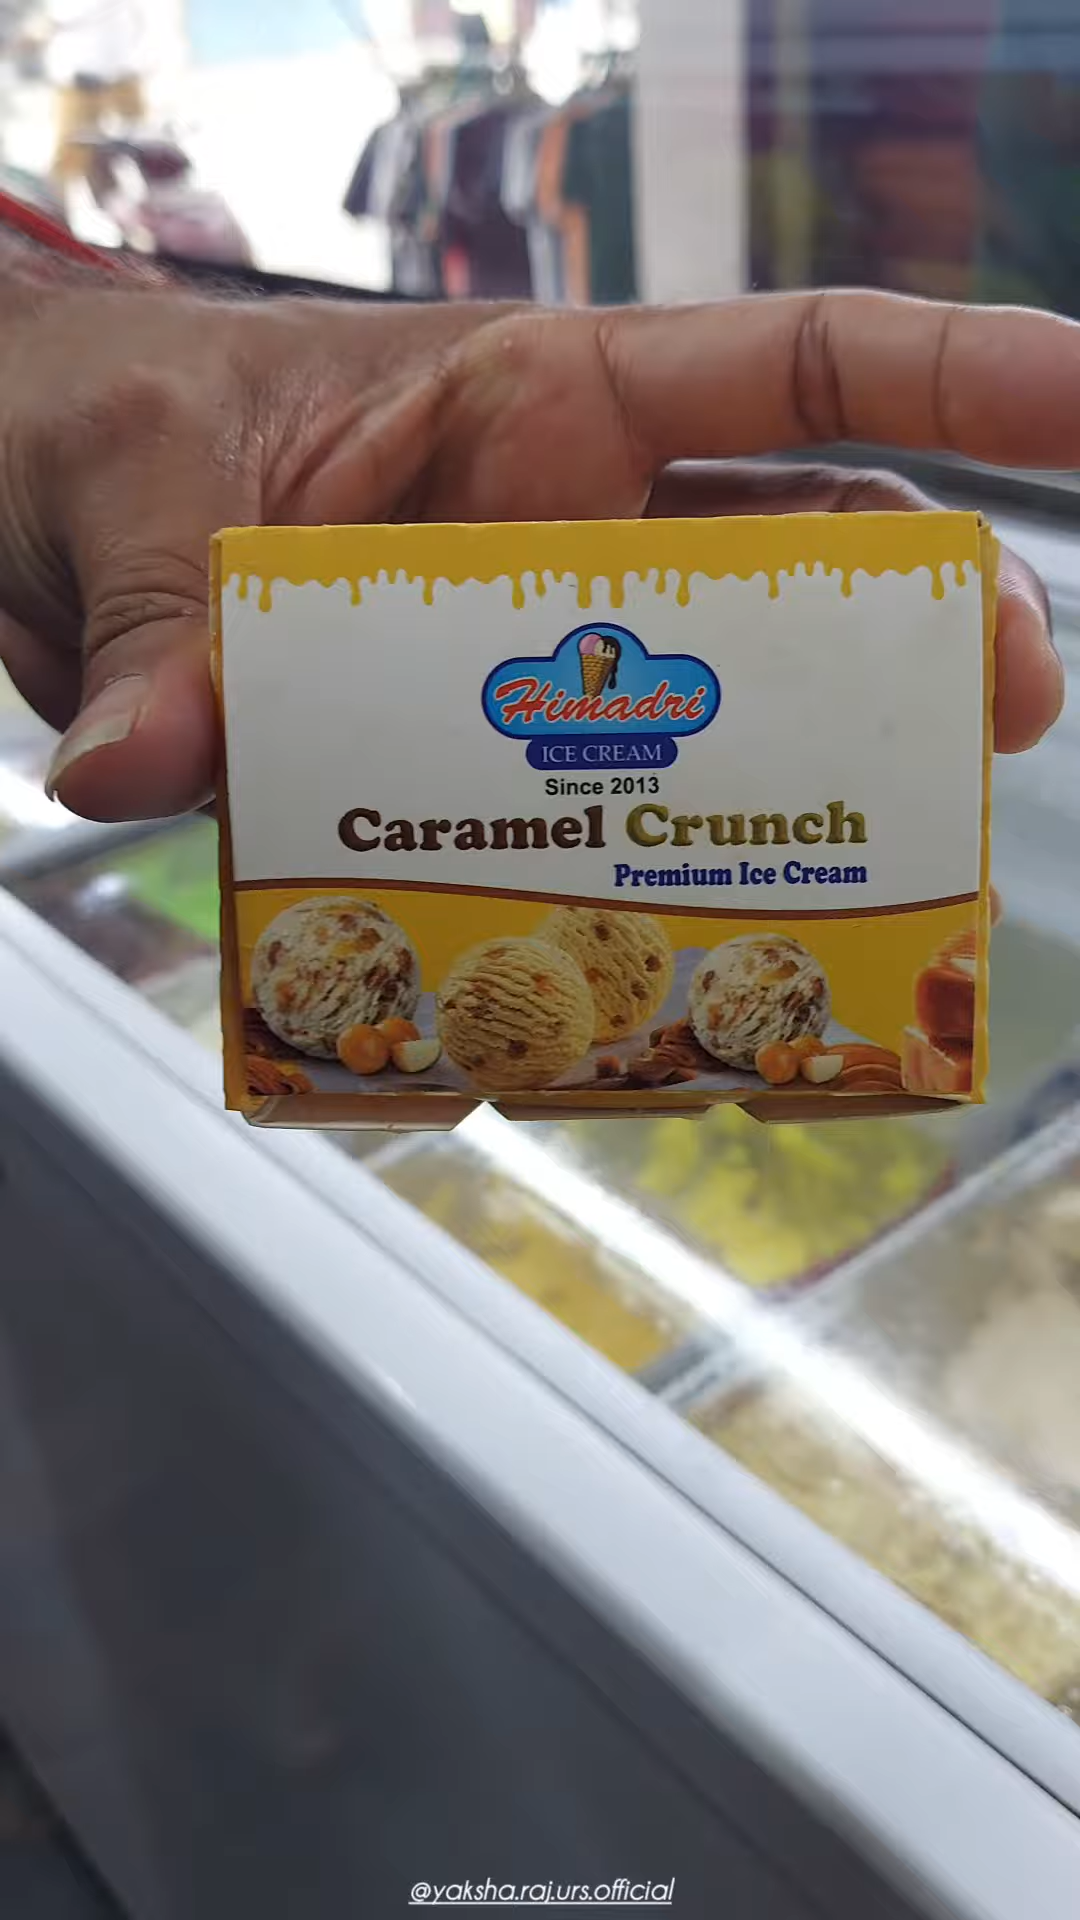 Himadri
ICE CREAM
Since 2013
Caramel Crunch
Premium Ice Cream
@yaksha.raj.urs.official